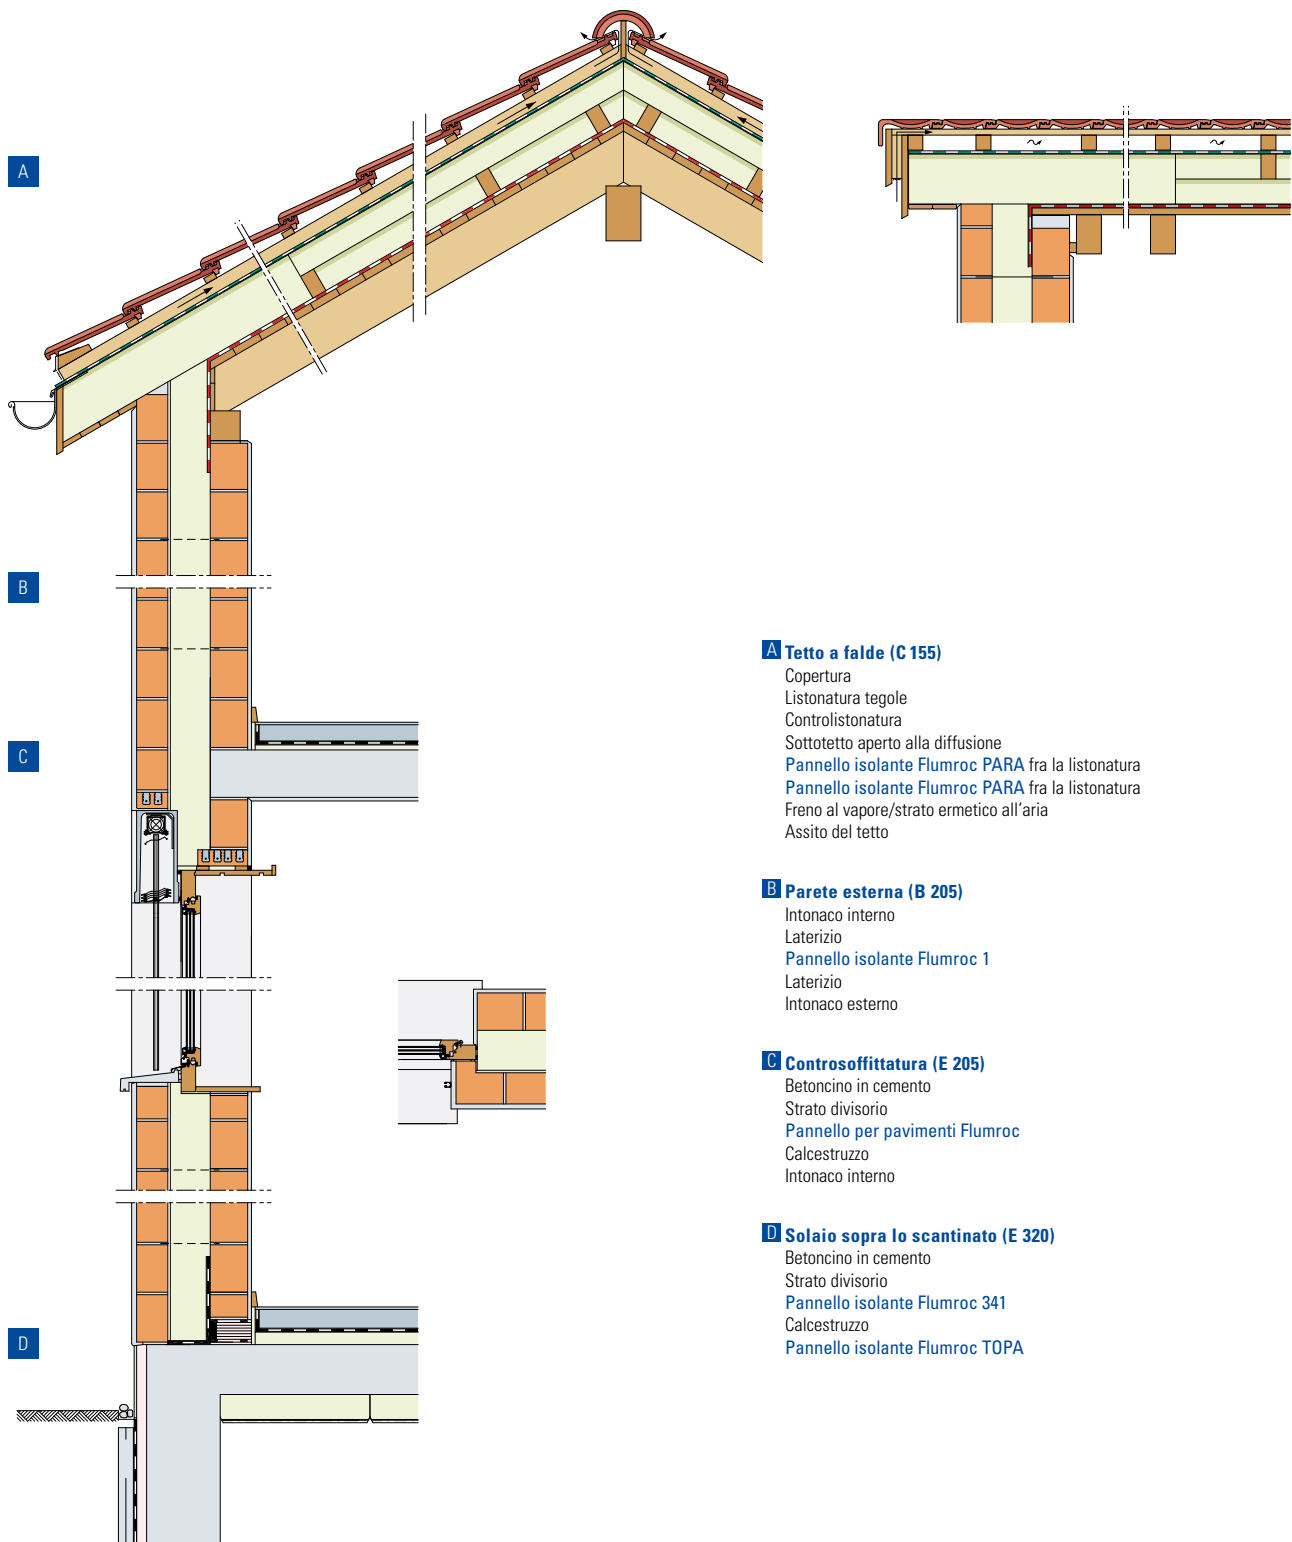 A
B
C
D
A Tetto a falde (C 155)
Copertura
Listonatura tegole
Controlistonatura
Sottotetto aperto alla diffusione
Pannello isolante Flumroc PARA fra la listonatura
Pannello isolante Flumroc PARA fra la listonatura
Freno al vapore/strato ermetico all'aria
Assito del tetto
B Parete esterna (B 205)
Intonaco interno
Laterizio
Pannello isolante Flumroc 1
Laterizio
Intonaco esterno
C Controsoffittatura (E 205)
Betoncino in cemento
Strato divisorio
Pannello per pavimenti Flumroc
Calcestruzzo
Intonaco interno
D Solaio sopra lo scantinato (E 320)
Betoncino in cemento
Strato divisorio
Pannello isolante Flumroc 341
Calcestruzzo
Pannello isolante Flumroc TOPA